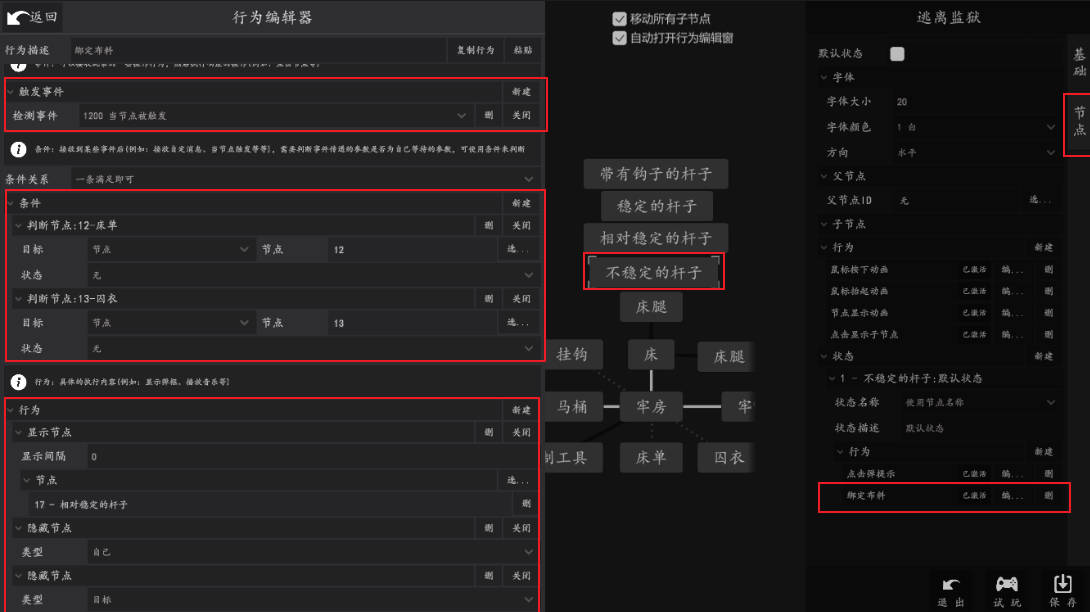 返回
行为编辑器
行为描述
绑定布料
复制行为
粘贴
触发事件
新建
检测事件
1200 当节点被触发
删
关闭
条件: 接收到某些事件后(例如: 接收自定消息、当节点触发等等], 需要判断事件传递的参数是否为自己等待的参数, 可使用条件来判断
条件关系
一条满足即可
条件
新建
判断节点:12-床单
删
关闭
目标
节点
节点
12
选...
状态
无
判断节点:13-囚衣
删
关闭
目标
节点
节点
13
选...
状态
无
行为: 具体的执行内容(例如: 显示弹框、播放音乐等]
行为
新建
显示节点
删
关闭
显示间隔
0
节点
选...
17 - 相对稳定的杆子
删
隐藏节点
删
关闭
类型
自己
隐藏节点
删
关闭
类型
目标
移动所有子节点
自动打开行为编辑窗
带有钩子的杆子
稳定的杆子
相对稳定的杆子
不稳定的杆子
床腿
挂钩
床
床腿
马桶
牢房
牢
制工具
床单
囚衣
逃离监狱
默认状态
字体
字体大小
20
字体颜色
1 白
方向
水平
父节点
父节点ID
无
选...
子节点
行为
新建
鼠标按下动画
已激活
编...
删
鼠标抬起动画
已激活
编...
删
节点显示动画
已激活
编...
删
点击显示子节点
已激活
编...
删
状态
新建
1 - 不稳定的杆子:默认状态
状态名称
使用节点名称
状态描述
默认状态
行为
新建
点击弹提示
已激活
编...
删
绑定布料
已激活
编...
删
基础
节点
退出
试玩
保存